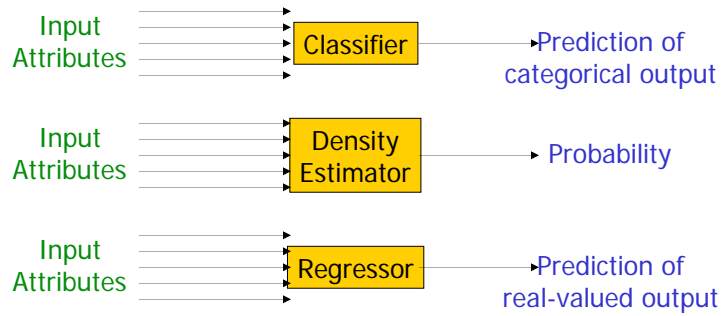 Input
Attributes
Classifier
Prediction of
categorical output
Input
Attributes
Density
Estimator
Probability
Input
Attributes
Regressor
Prediction of
real-valued output